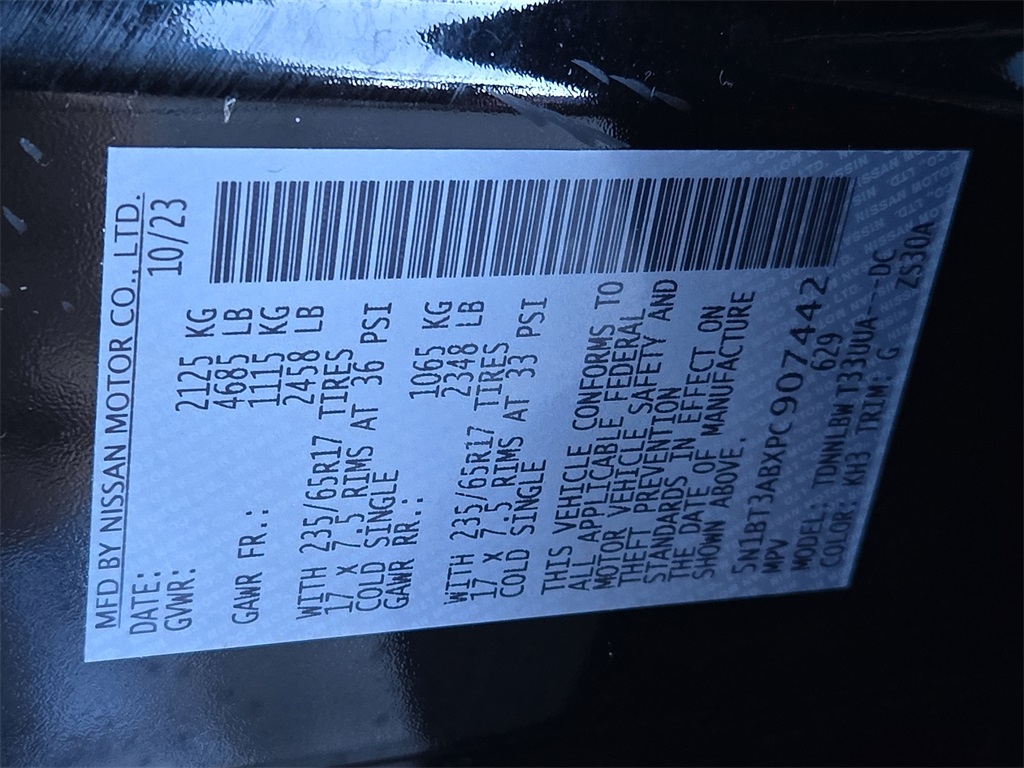 MFD BY NISSAN MOTOR CO., LTD.
DATE: 10/23
GVWR: 2125 KG
4685 LB
GAWR FR.: 1115 KG
2458 LB
WITH 235/65R17 TIRES
17 X 7.5 RIMS AT 36 PSI
COLD SINGLE
GAWR RR.: 1065 KG
2348 LB
WITH 235/65R17 TIRES
17 X 7.5 RIMS AT 33 PSI
COLD SINGLE
THIS VEHICLE CONFORMS TO
ALL APPLICABLE FEDERAL
MOTOR VEHICLE SAFETY AND
THEFT PREVENTION
STANDARDS IN EFFECT ON
THE DATE OF MANUFACTURE
SHOWN ABOVE.
5N1BT3ABXPC907442
MPV 629
MODEL: TDNNLBWT33UUA---DC
COLOR: KH3 TRIM: G ZS30A